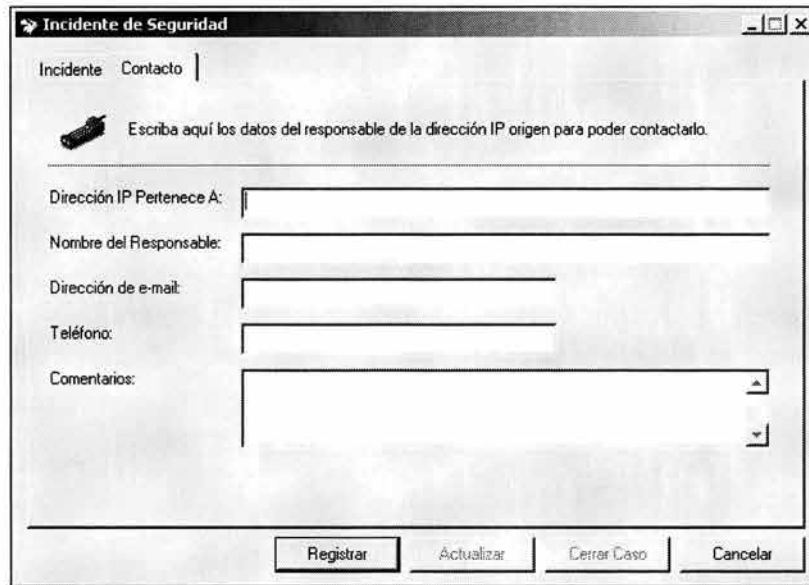 Incidente de Seguridad
Incidente Contacto
Escriba aquí los datos del responsable de la dirección IP origen para poder contactarlo.
Dirección IP Pertenece A:
Nombre del Responsable:
Dirección de e-mail:
Teléfono:
Comentarios:
Registrar Actualizar Cerrar Caso Cancelar